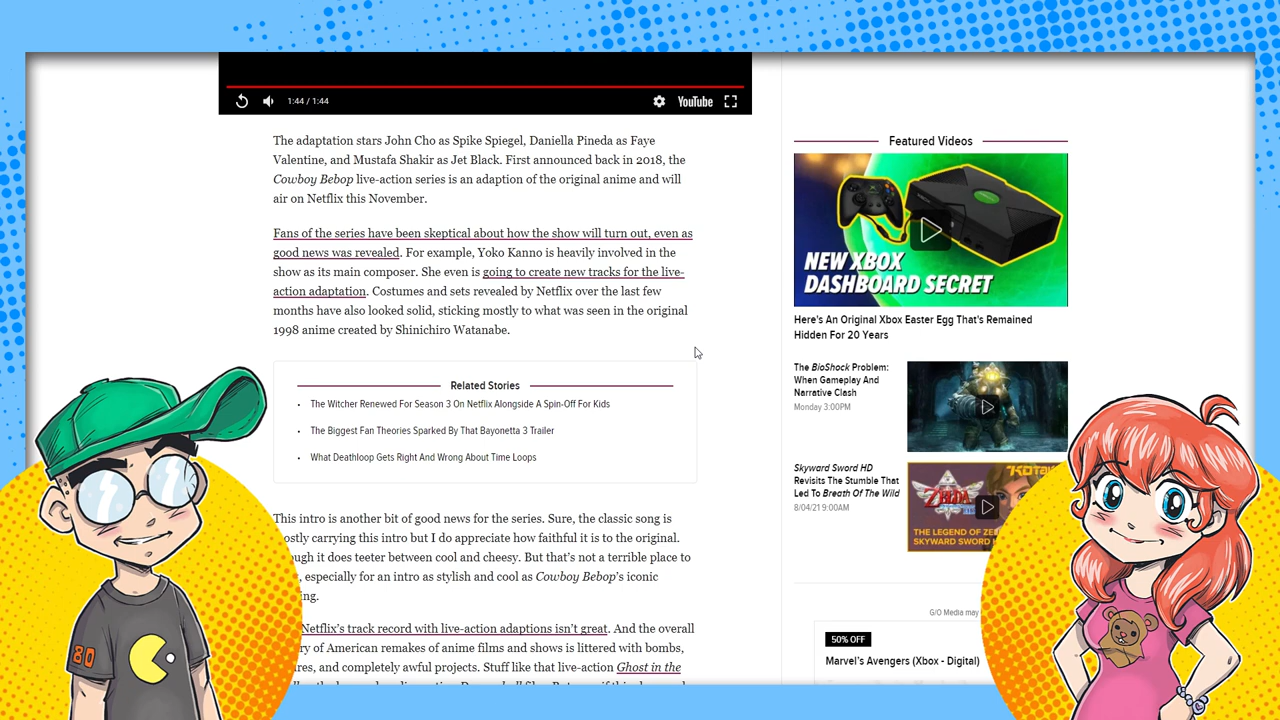 1:44 / 1:44
YouTube
The adaptation stars John Cho as Spike Spiegel, Daniella Pineda as Faye
Valentine, and Mustafa Shakir as Jet Black. First announced back in 2018, the
Cowboy Bebop live-action series is an adaption of the original anime and will
air on Netflix this November.
Fans of the series have been skeptical about how the show will turn out, even as
good news was revealed. For example, Yoko Kanno is heavily involved in the
show as its main composer. She even is going to create new tracks for the live-
action adaptation. Costumes and sets revealed by Netflix over the last few
months have also looked solid, sticking mostly to what was seen in the original
1998 anime created by Shinichiro Watanabe.
Related Stories
• The Witcher Renewed For Season 3 On Netflix Alongside A Spin-Off For Kids
• The Biggest Fan Theories Sparked By That Bayonetta 3 Trailer
• What Deathloop Gets Right And Wrong About Time Loops
This intro is another bit of good news for the series. Sure, the classic song is
carrying this intro but I do appreciate how faithful it is to the original.
it does teeter between cool and cheesy. But that's not a terrible place to
especially for an intro as stylish and cool as Cowboy Bebop's iconic
Netflix's track record with live-action adaptions isn't great. And the overall
of American remakes of anime films and shows is littered with bombs,
and completely awful projects. Stuff like that live-action Ghost in the
Featured Videos
NEW XBOX
DASHBOARD SECRET
Here's An Original Xbox Easter Egg That's Remained
Hidden For 20 Years
The BioShock Problem:
When Gameplay And
Narrative Clash
Monday 3:00PM
Skyward Sword HD
Revisits The Stumble That
Led To Breath Of The Wild
8/04/21 9:00AM
ZELDA
THE LEGEND OF
SKYWARD SWORD
G/O Media may
50% OFF
Marvel's Avengers (Xbox - Digital)
80